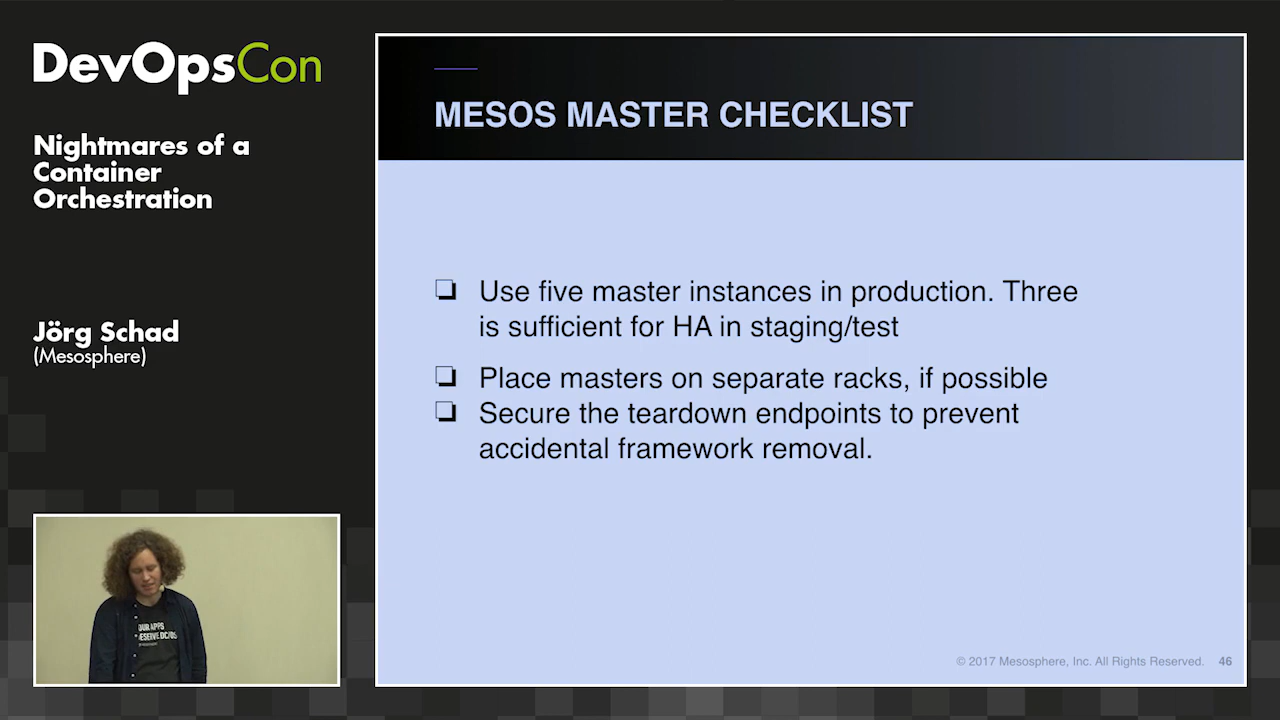 DevOpsCon
Nightmares of a
Container
Orchestration
Jörg Schad
(Mesosphere)
MESOS MASTER CHECKLIST
❏ Use five master instances in production. Three
is sufficient for HA in staging/test
❏ Place masters on separate racks, if possible
❏ Secure the teardown endpoints to prevent
accidental framework removal.
© 2017 Mesosphere, Inc. All Rights Reserved. 46